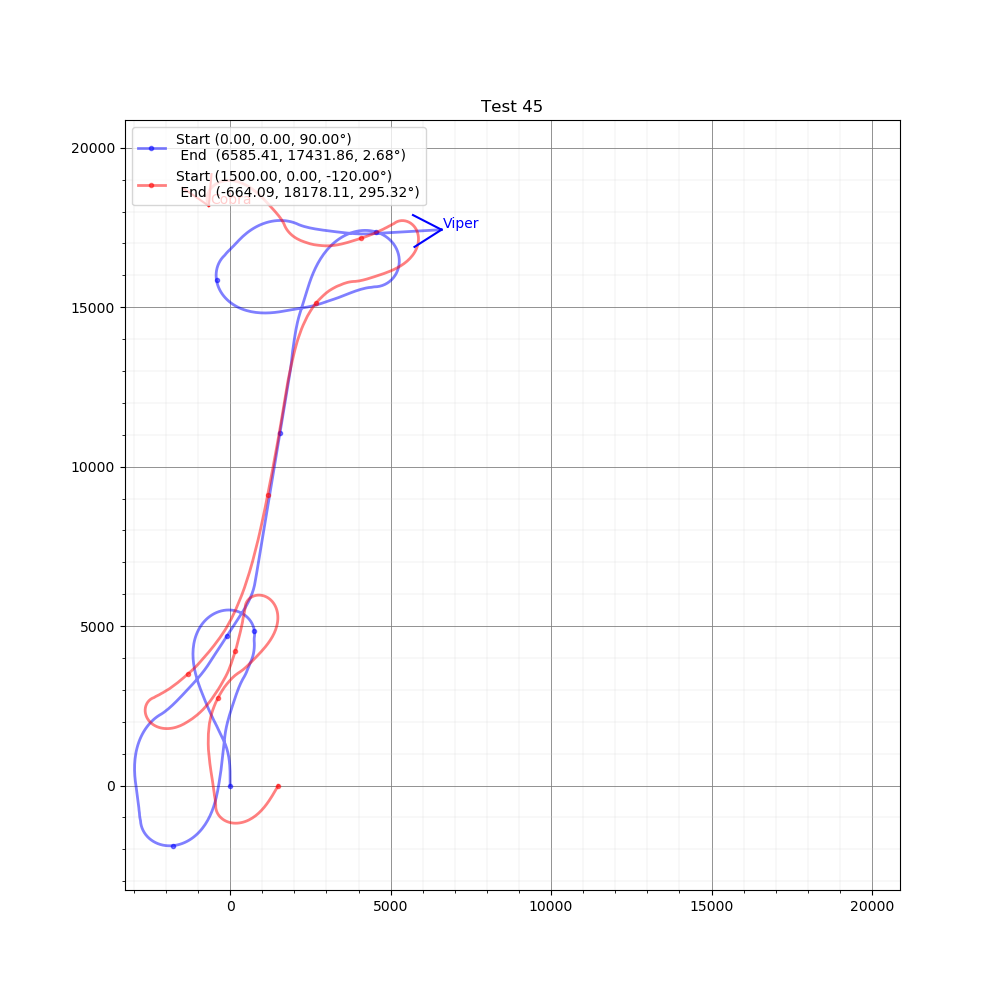 Test 45
Start (0.00, 0.00, 90.00°)
End (6585.41, 17431.86, 2.68°)
Start (1500.00, 0.00, -120.00°)
End (-664.09, 18178.11, 295.32°)
Cobra
Viper
20000
15000
10000
5000
0
0 5000 10000 15000 20000